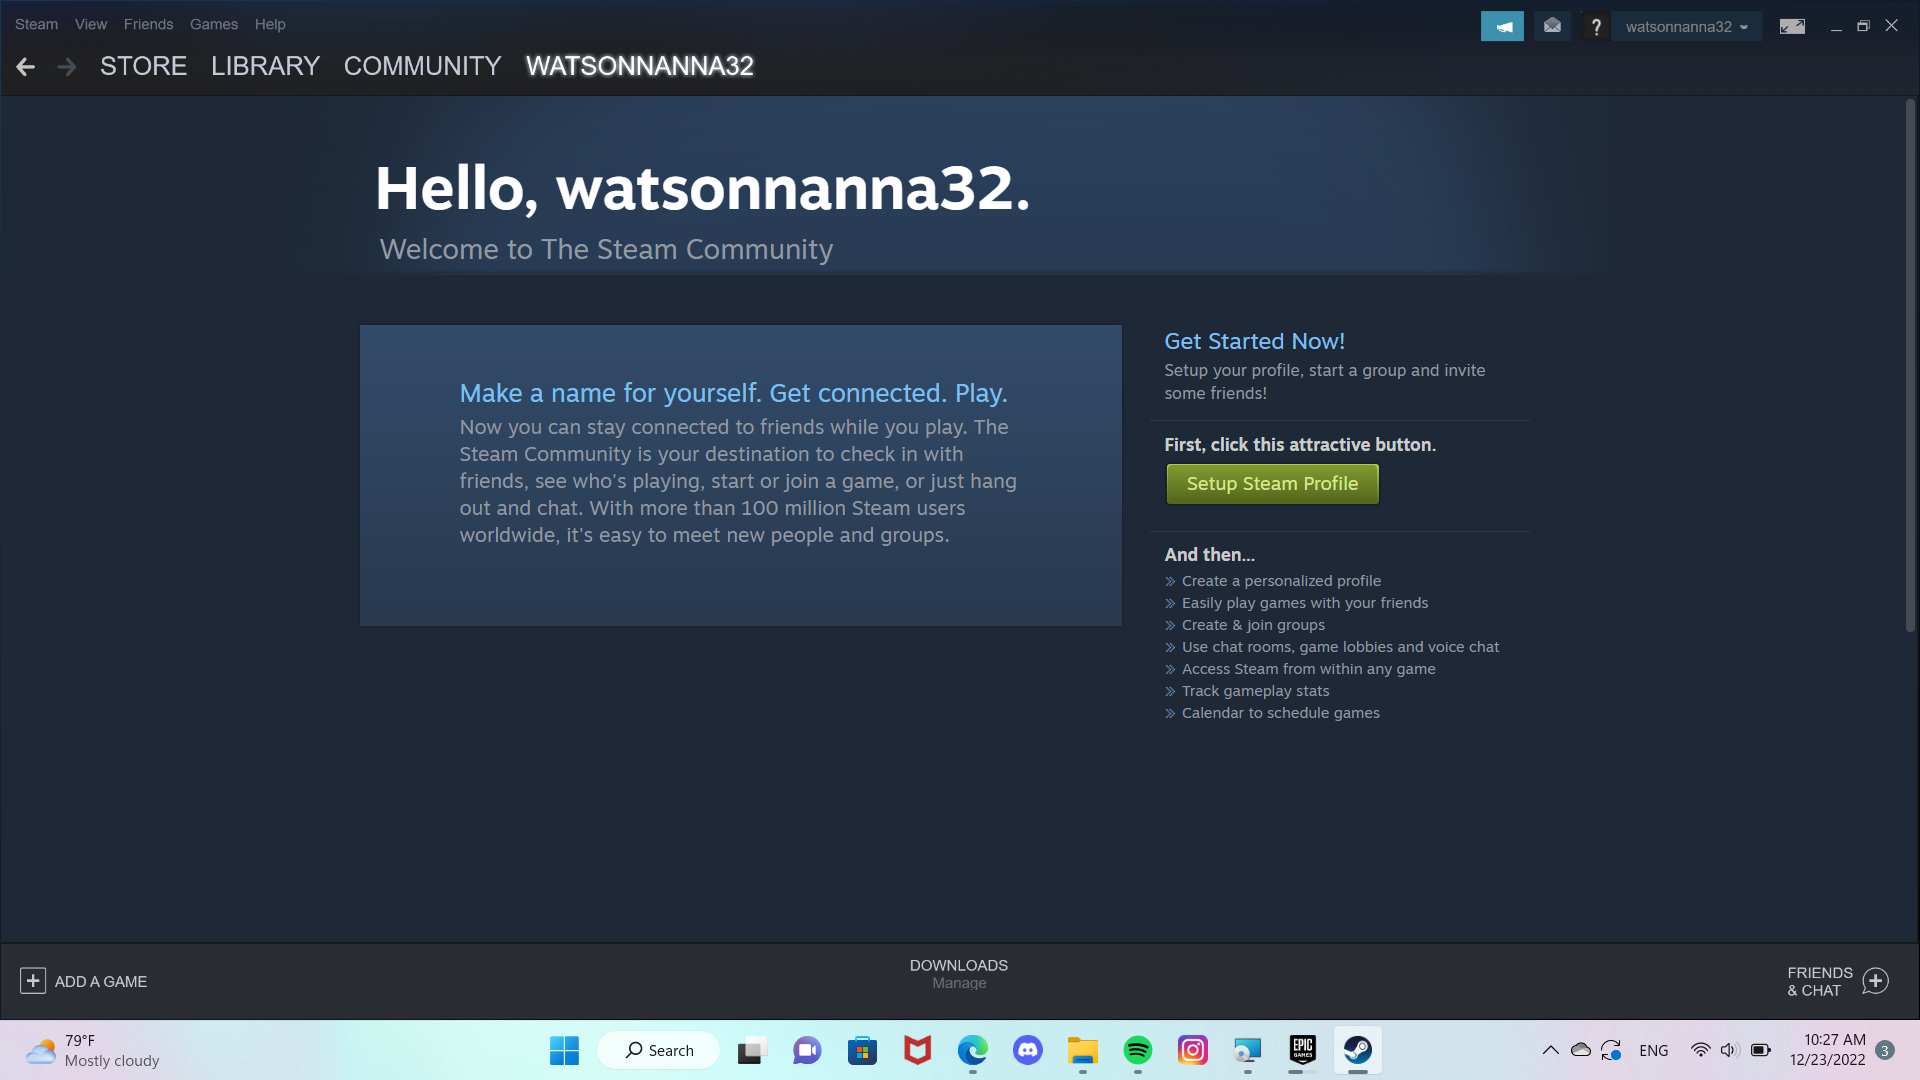 Steam View Friends Games Help
? watsonnanna32
STORE LIBRARY COMMUNITY WATSONNANNA32
Hello, watsonnanna32.
Welcome to The Steam Community
Make a name for yourself. Get connected. Play.
Now you can stay connected to friends while you play. The
Steam Community is your destination to check in with
friends, see who's playing, start or join a game, or just hang
out and chat. With more than 100 million Steam users
worldwide, it's easy to meet new people and groups.
Get Started Now!
Setup your profile, start a group and invite
some friends!
First, click this attractive button.
Setup Steam Profile
And then...
» Create a personalized profile
» Easily play games with your friends
» Create & join groups
» Use chat rooms, game lobbies and voice chat
» Access Steam from within any game
» Track gameplay stats
» Calendar to schedule games
ADD A GAME
DOWNLOADS
Manage
FRIENDS
& CHAT
79°F
Mostly cloudy
Search
EPIC
GAMES
ENG
10:27 AM
12/23/2022
3